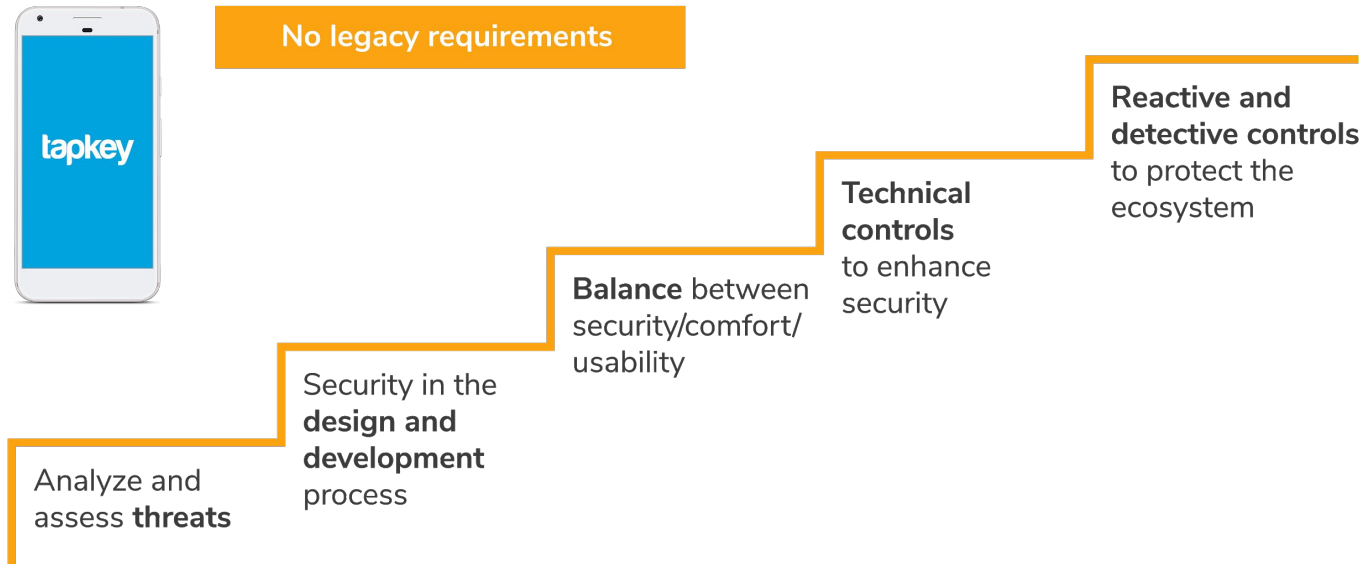 No legacy requirements
tapkey
Analyze and
assess threats
Security in the
design and
development
process
Balance between
security/comfort/
usability
Technical
controls
to enhance
security
Reactive and
detective controls
to protect the
ecosystem